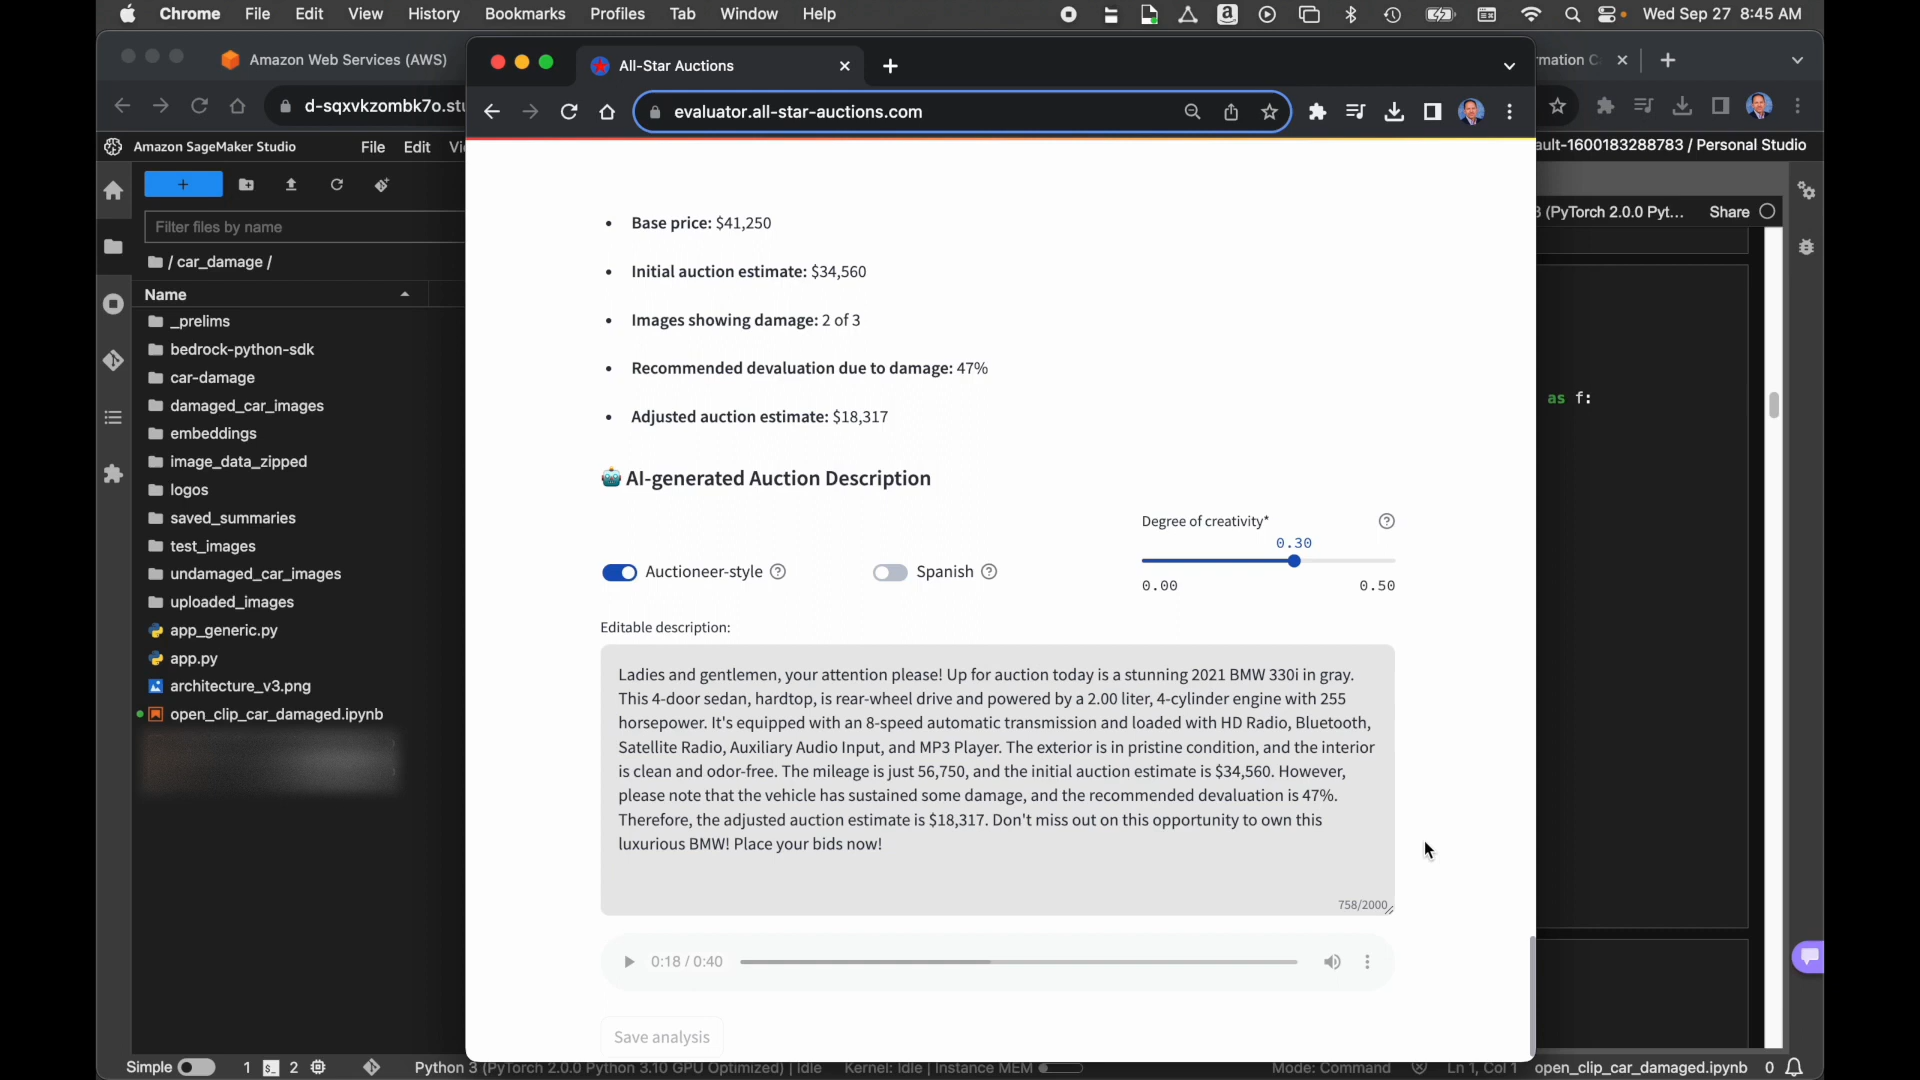 Chrome File Edit View History Bookmarks Profiles Tab Window Help Wed Sep 27 8:45 AM
Amazon Web Services (AWS)
All-Star Auctions
d-sqxvkzombk7o.stu
evaluator.all-star-auctions.com
Amazon SageMaker Studio File Edit
ault-1600183288783 / Personal Studio
Filter files by name
(PyTorch 2.0.0 Pyt... Share
/ car_damage /
Name
_prelims
bedrock-python-sdk
car-damage
damaged_car_images
embeddings
image_data_zipped
logos
saved_summaries
test_images
undamaged_car_images
uploaded_images
app_generic.py
app.py
architecture_v3.png
open_clip_car_damaged.ipynb
• Base price: $41,250
• Initial auction estimate: $34,560
• Images showing damage: 2 of 3
• Recommended devaluation due to damage: 47%
• Adjusted auction estimate: $18,317
as f:
AI-generated Auction Description
Degree of creativity*
0.30
Auctioneer-style Spanish
0.00 0.50
Editable description:
Ladies and gentlemen, your attention please! Up for auction today is a stunning 2021 BMW 330i in gray.
This 4-door sedan, hardtop, is rear-wheel drive and powered by a 2.00 liter, 4-cylinder engine with 255
horsepower. It's equipped with an 8-speed automatic transmission and loaded with HD Radio, Bluetooth,
Satellite Radio, Auxiliary Audio Input, and MP3 Player. The exterior is in pristine condition, and the interior
is clean and odor-free. The mileage is just 56,750, and the initial auction estimate is $34,560. However,
please note that the vehicle has sustained some damage, and the recommended devaluation is 47%.
Therefore, the adjusted auction estimate is $18,317. Don't miss out on this opportunity to own this
luxurious BMW! Place your bids now!
758/2000
0:18 / 0:40
Save analysis
Simple 1 2 Python 3 (PyTorch 2.0.0 Python 3.10 GPU Optimized) | Idle Kernel: Idle | Instance MEM Mode: Command Ln 1, Col 1 open_clip_car_damaged.ipynb 0